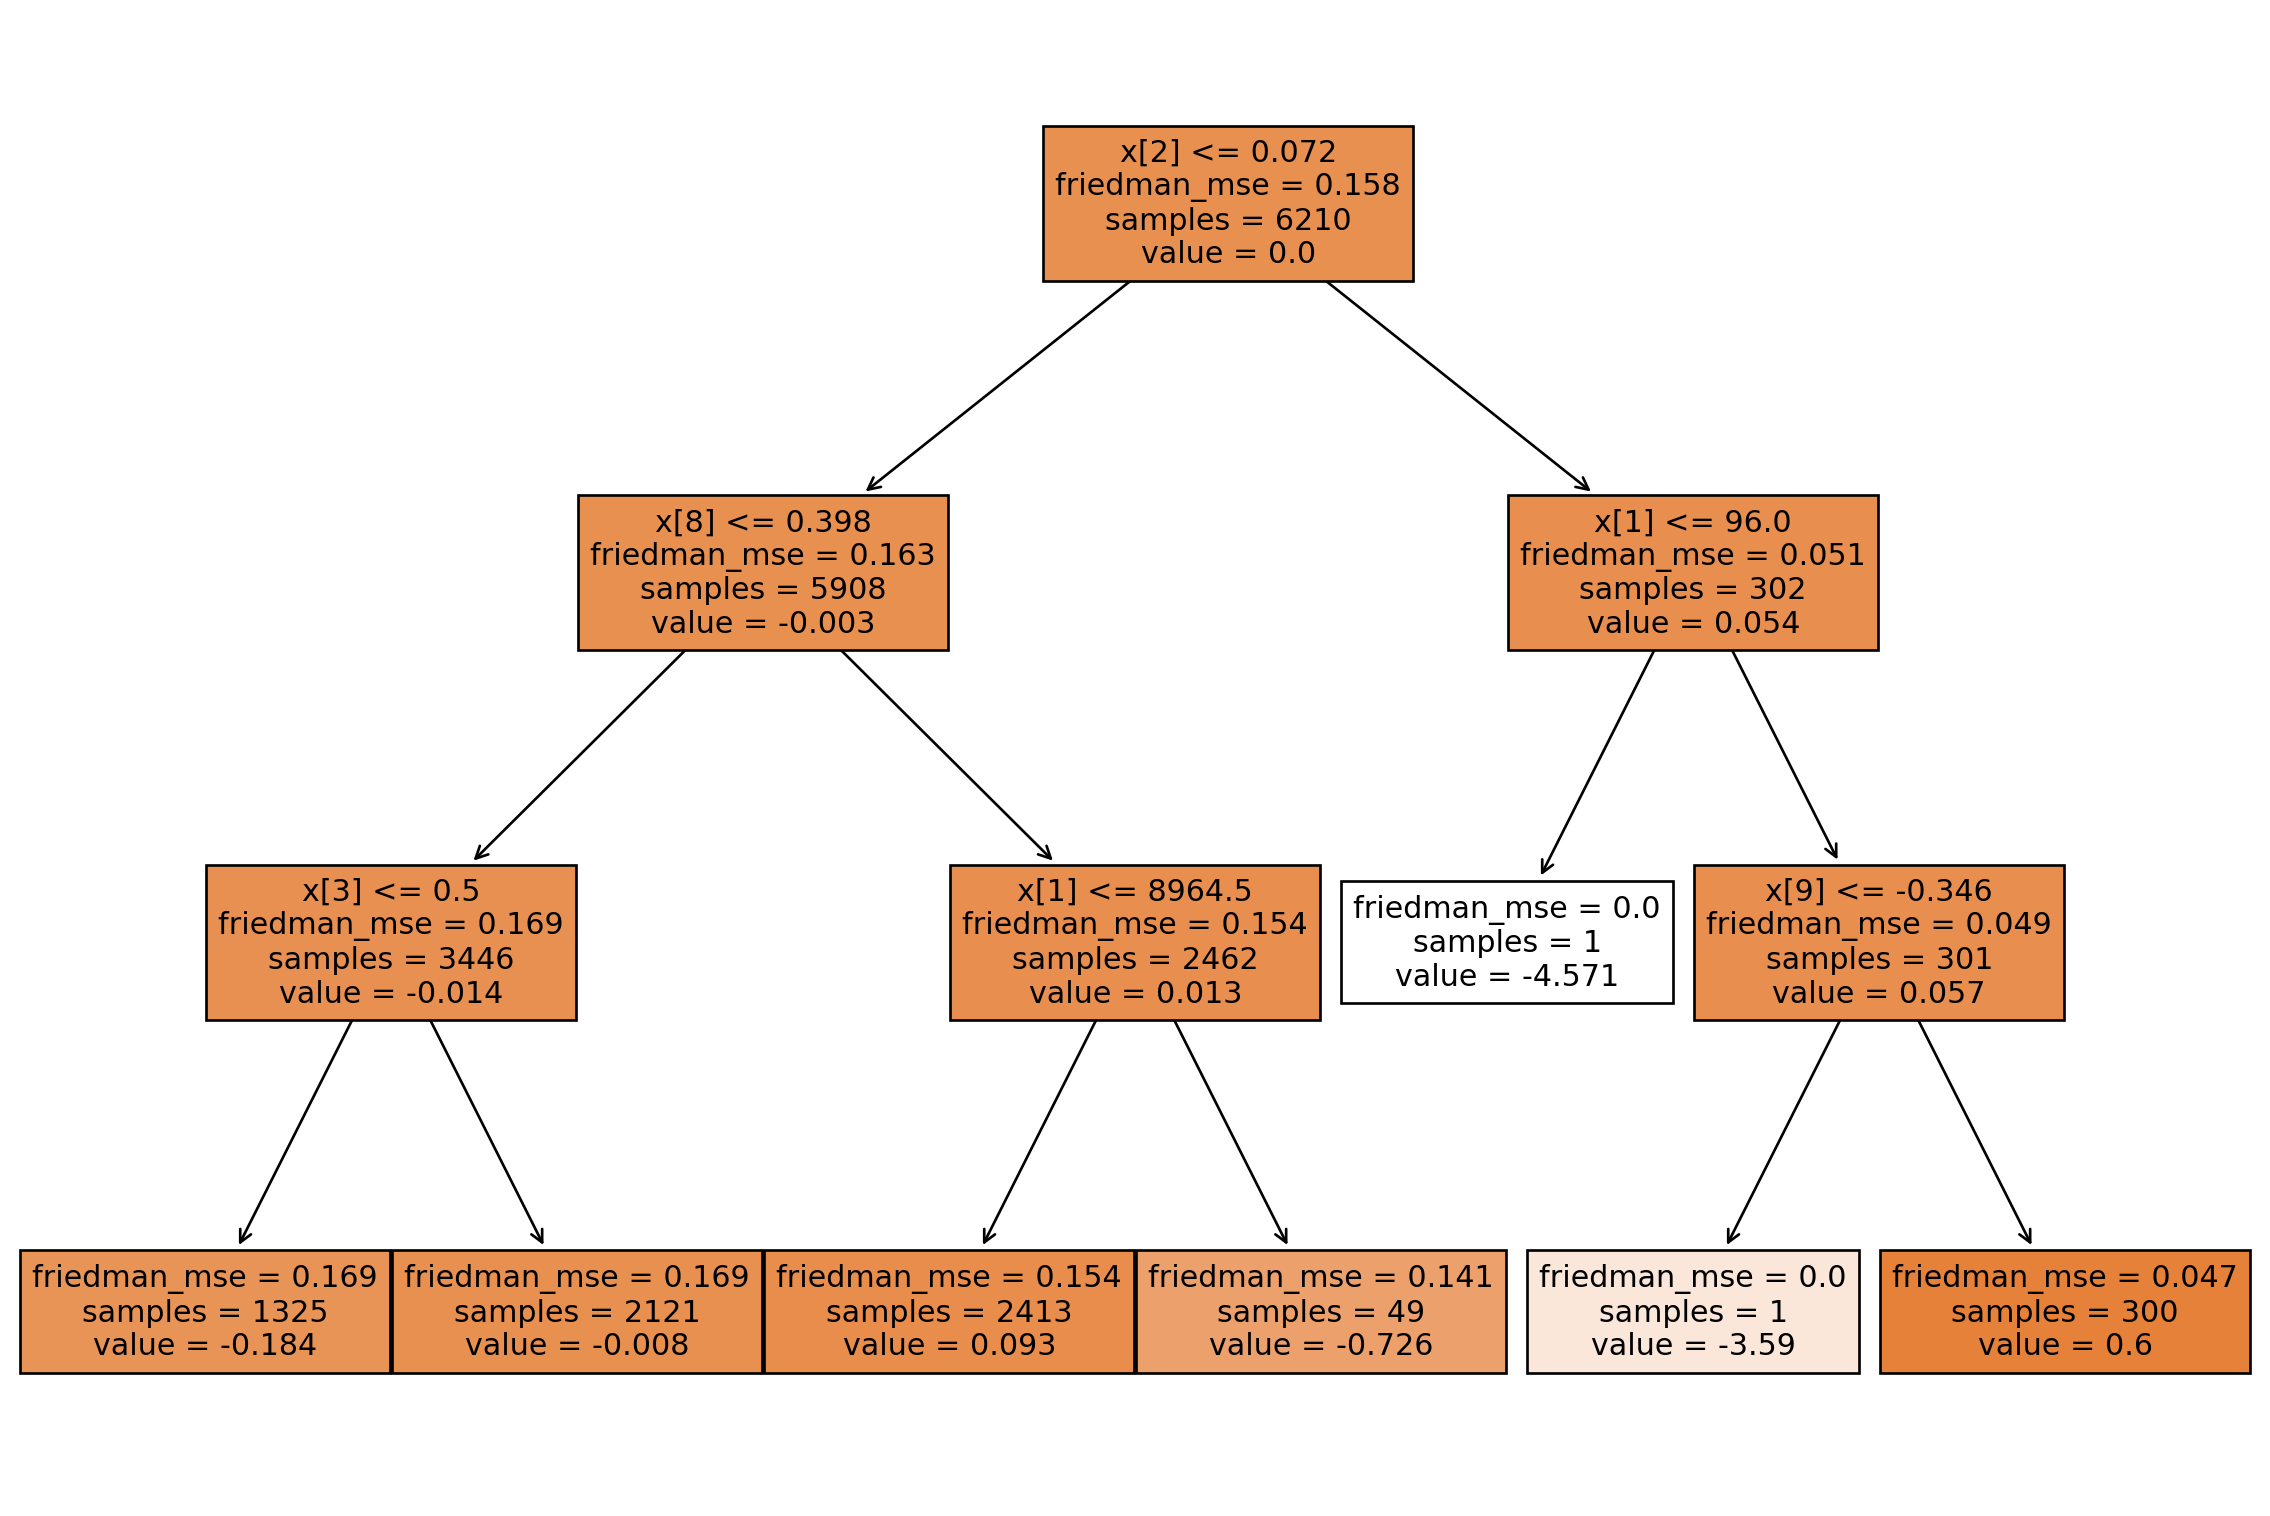 x[2] <= 0.072
friedman_mse = 0.158
samples = 6210
value = 0.0
x[8] <= 0.398
friedman_mse = 0.163
samples = 5908
value = -0.003
x[1] <= 96.0
friedman_mse = 0.051
samples = 302
value = 0.054
x[3] <= 0.5
friedman_mse = 0.169
samples = 3446
value = -0.014
x[1] <= 8964.5
friedman_mse = 0.154
samples = 2462
value = 0.013
friedman_mse = 0.0
samples = 1
value = -4.571
x[9] <= -0.346
friedman_mse = 0.049
samples = 301
value = 0.057
friedman_mse = 0.169
samples = 1325
value = -0.184
friedman_mse = 0.169
samples = 2121
value = -0.008
friedman_mse = 0.154
samples = 2413
value = 0.093
friedman_mse = 0.141
samples = 49
value = -0.726
friedman_mse = 0.0
samples = 1
value = -3.59
friedman_mse = 0.047
samples = 300
value = 0.6